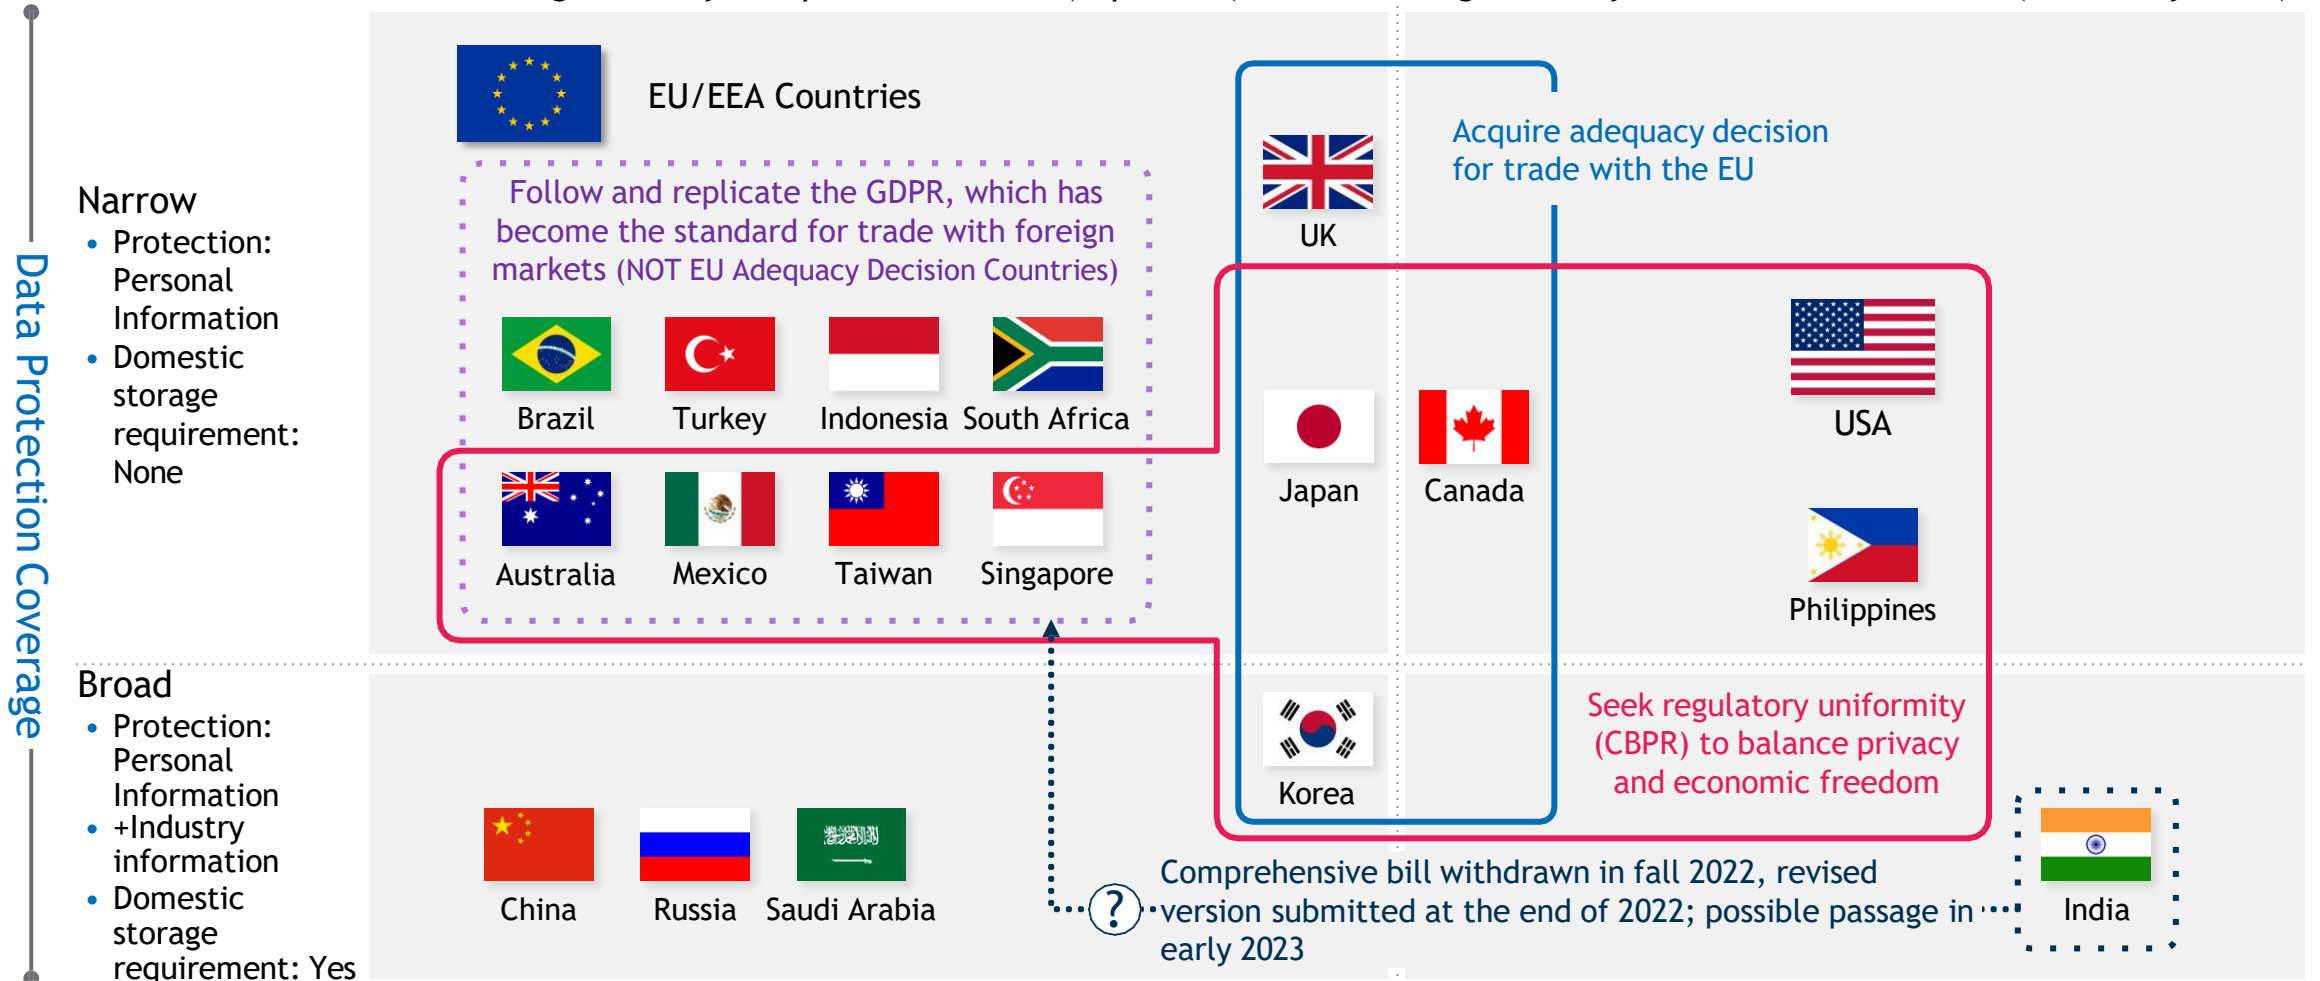 EU/EEA Countries
Acquire adequacy decision
for trade with the EU
Follow and replicate the GDPR, which has
become the standard for trade with foreign
markets (NOT EU Adequacy Decision Countries)
UK
Data Protection Coverage
Narrow
• Protection:
Personal
Information
• Domestic
storage
requirement:
None
Brazil
Turkey
Indonesia
South Africa
USA
Japan
Canada
Australia
Mexico
Taiwan
Singapore
Philippines
Broad
• Protection:
Personal
Information
• +Industry
information
• Domestic
storage
requirement: Yes
Korea
Seek regulatory uniformity
(CBPR) to balance privacy
and economic freedom
China
Russia
Saudi Arabia
?
Comprehensive bill withdrawn in fall 2022, revised
version submitted at the end of 2022; possible passage in
early 2023
India